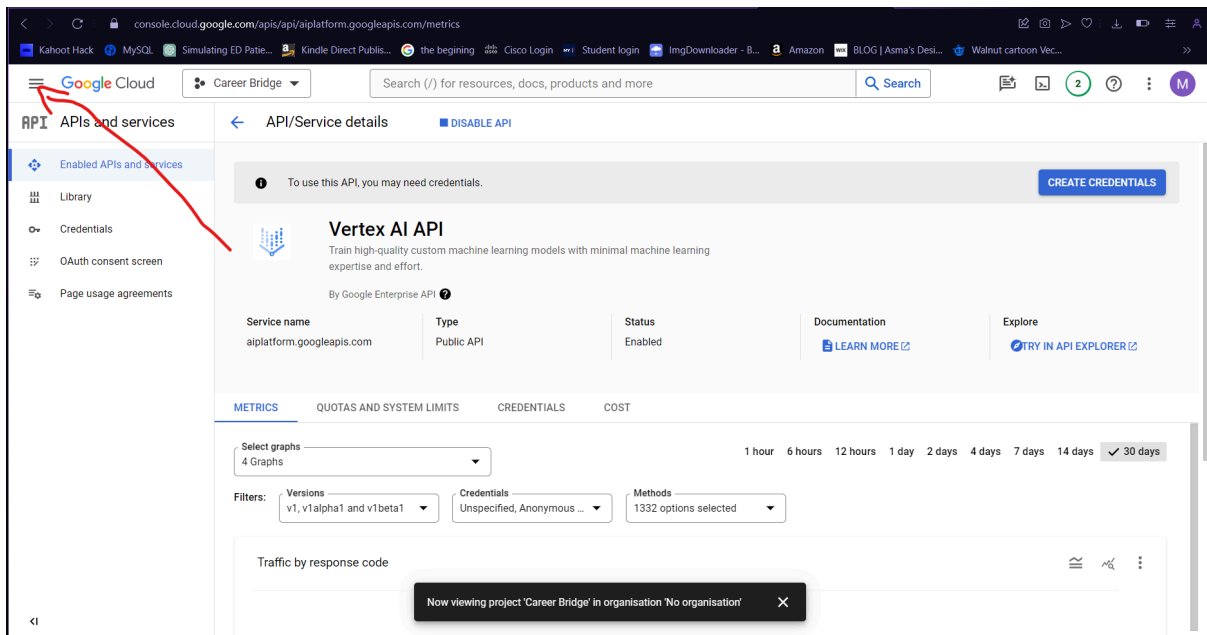 console.cloud.google.com/apis/api/aiplatform.googleapis.com/metrics
Kahoot Hack MySQL Simulating ED Patie... Kindle Direct Publis... the begining Cisco Login Student login ImgDownloader - B... Amazon BLOG | Asma's Desi... Walnut cartoon Vec...
Google Cloud Career Bridge Search (/) for resources, docs, products and more Search 2 M
API APIs and services API/Service details DISABLE API
Enabled APIs and services
Library
Credentials
OAuth consent screen
Page usage agreements
To use this API, you may need credentials. CREATE CREDENTIALS
Vertex AI API
Train high-quality custom machine learning models with minimal machine learning
expertise and effort.
By Google Enterprise API
Service name Type Status Documentation Explore
aiplatform.googleapis.com Public API Enabled LEARN MORE TRY IN API EXPLORER
METRICS QUOTAS AND SYSTEM LIMITS CREDENTIALS COST
Select graphs
4 Graphs
1 hour 6 hours 12 hours 1 day 2 days 4 days 7 days 14 days 30 days
Filters:
Versions
v1, v1alpha1 and v1beta1
Credentials
Unspecified, Anonymous ...
Methods
1332 options selected
Traffic by response code
Now viewing project 'Career Bridge' in organisation 'No organisation'